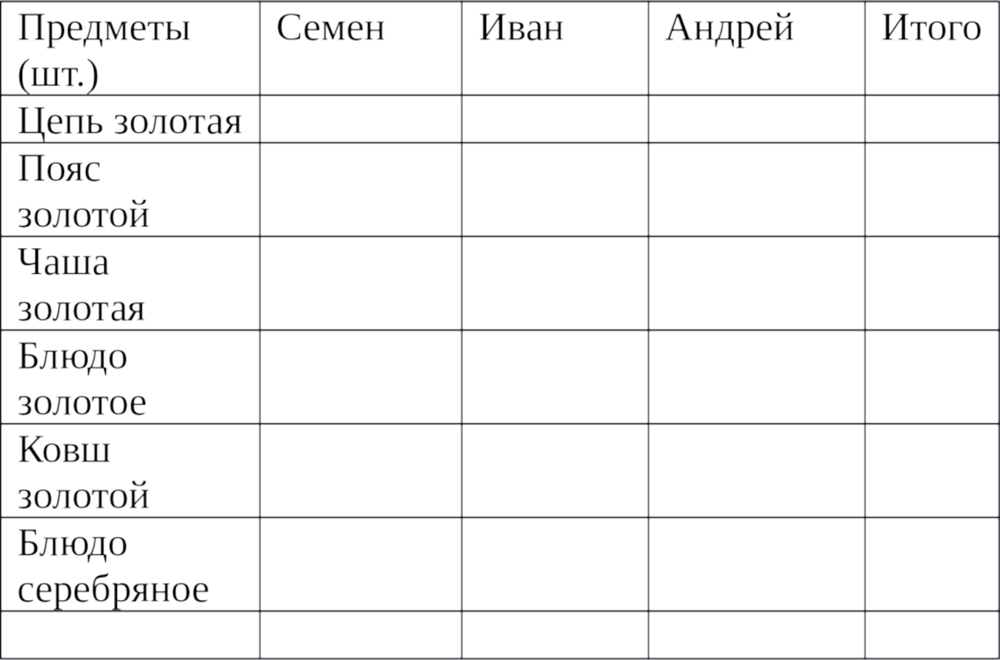 Предметы Семен Иван Андрей Итого
(шт.)
Цепь золотая
Пояс
золотой
Чаша
золотая
Блюдо
золотое
Ковш
золотой
Блюдо
серебряное